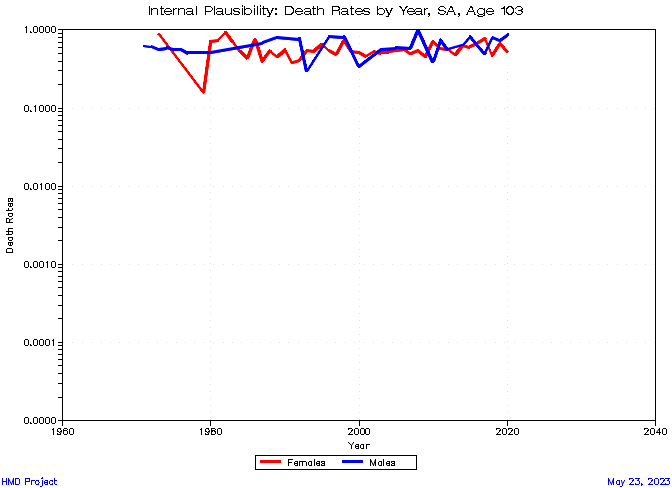 Internal Plausibility: Death Rates by Year, SA, Age 103
1.0000
0.1000
0.0100
0.0010
0.0001
0.0000
Death Rates
1960
1980
2000
2020
2040
Year
Females
Males
HMD Project
May 23, 2023